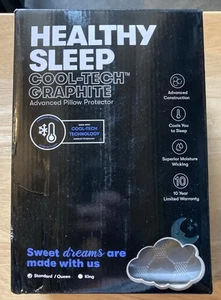 HEALTHY
SLEEP
COOL-TECH™
GRAPHITE
Advanced Pillow Protector
COOL-TECH
TECHNOLOGY
Advanced
Construction
Cools You
to Sleep
Superior Moisture
Wicking
10
10 Year
Limited Warranty
Sweet dreams are
made with us
Standard / Queen
King